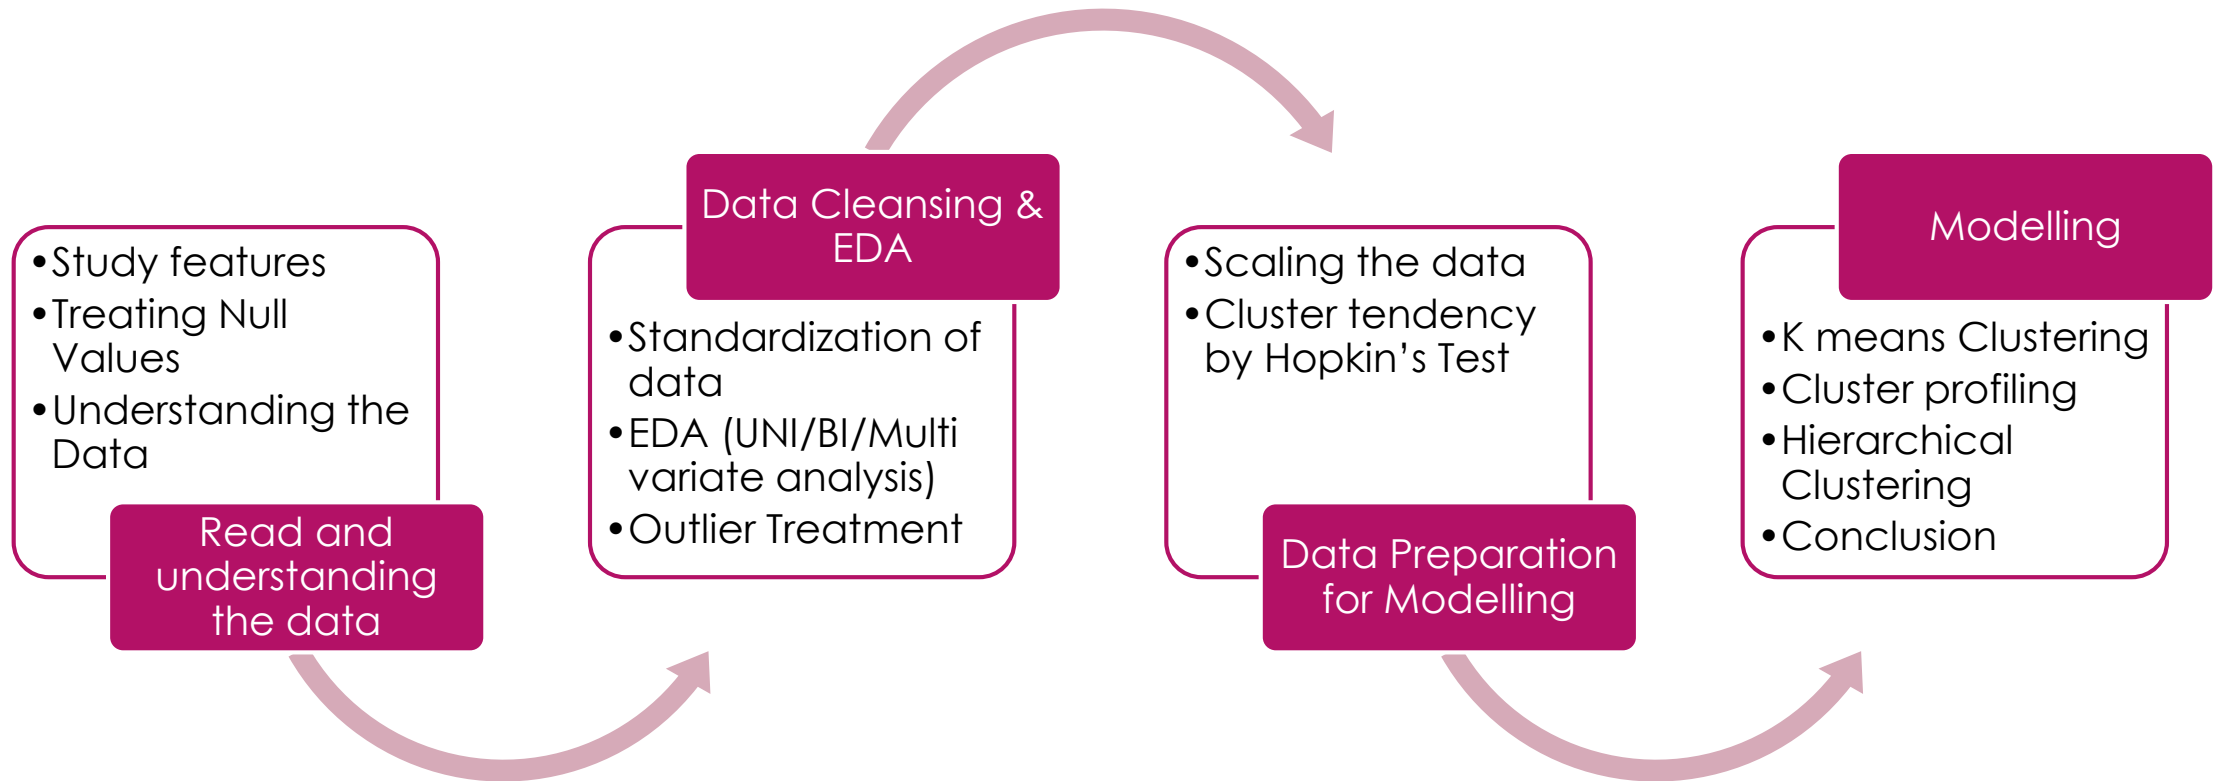 •Study features
•Treating Null
Values
•Understanding the
Data
Read and
understanding
the data
Data Cleansing &
EDA
•Standardization of
data
•EDA (UNI/BI/Multi
variate analysis)
•Outlier Treatment
•Scaling the data
•Cluster tendency
by Hopkin’s Test
Data Preparation
for Modelling
Modelling
•K means Clustering
•Cluster profiling
•Hierarchical
Clustering
•Conclusion